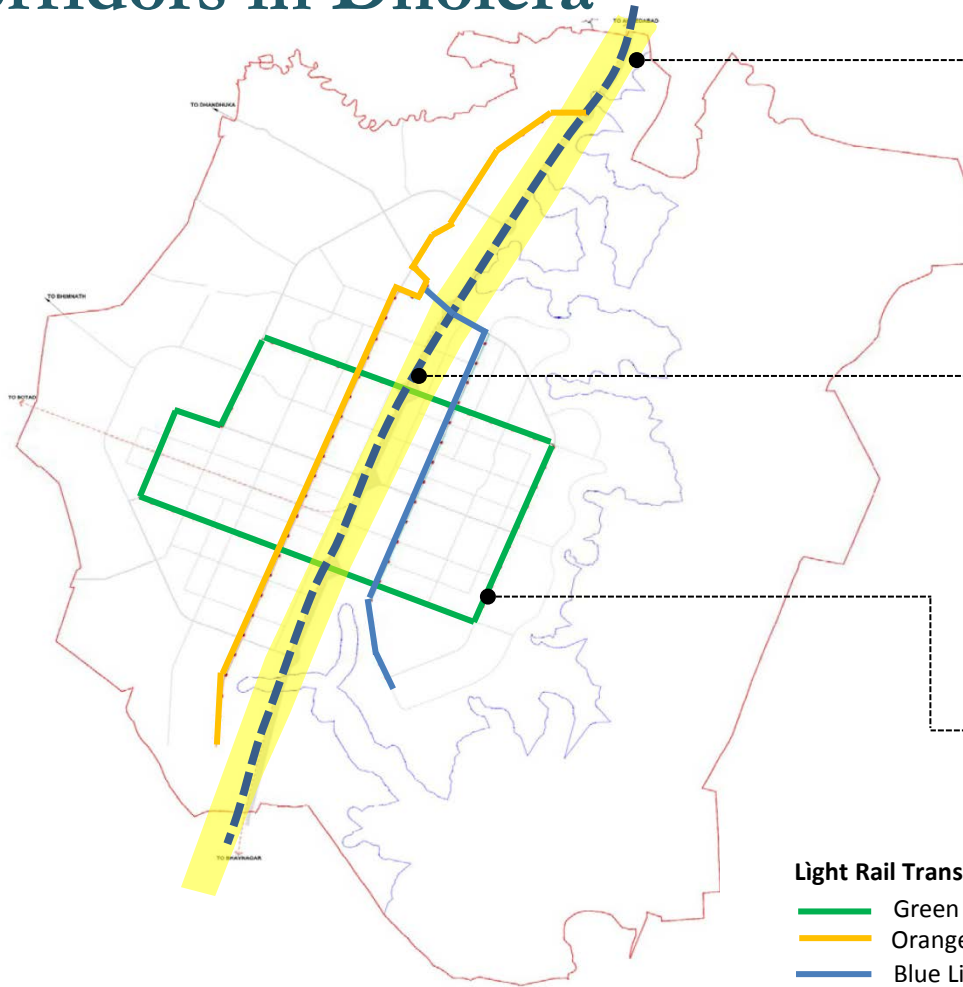 orridors in Dholera
TO AHMEDABAD
TO DHANDHUKA
TO BHIMNATH
TO BOTAD
TO BHAVNAGAR
Lìght Rail Trans
Green
Orange
Blue Li